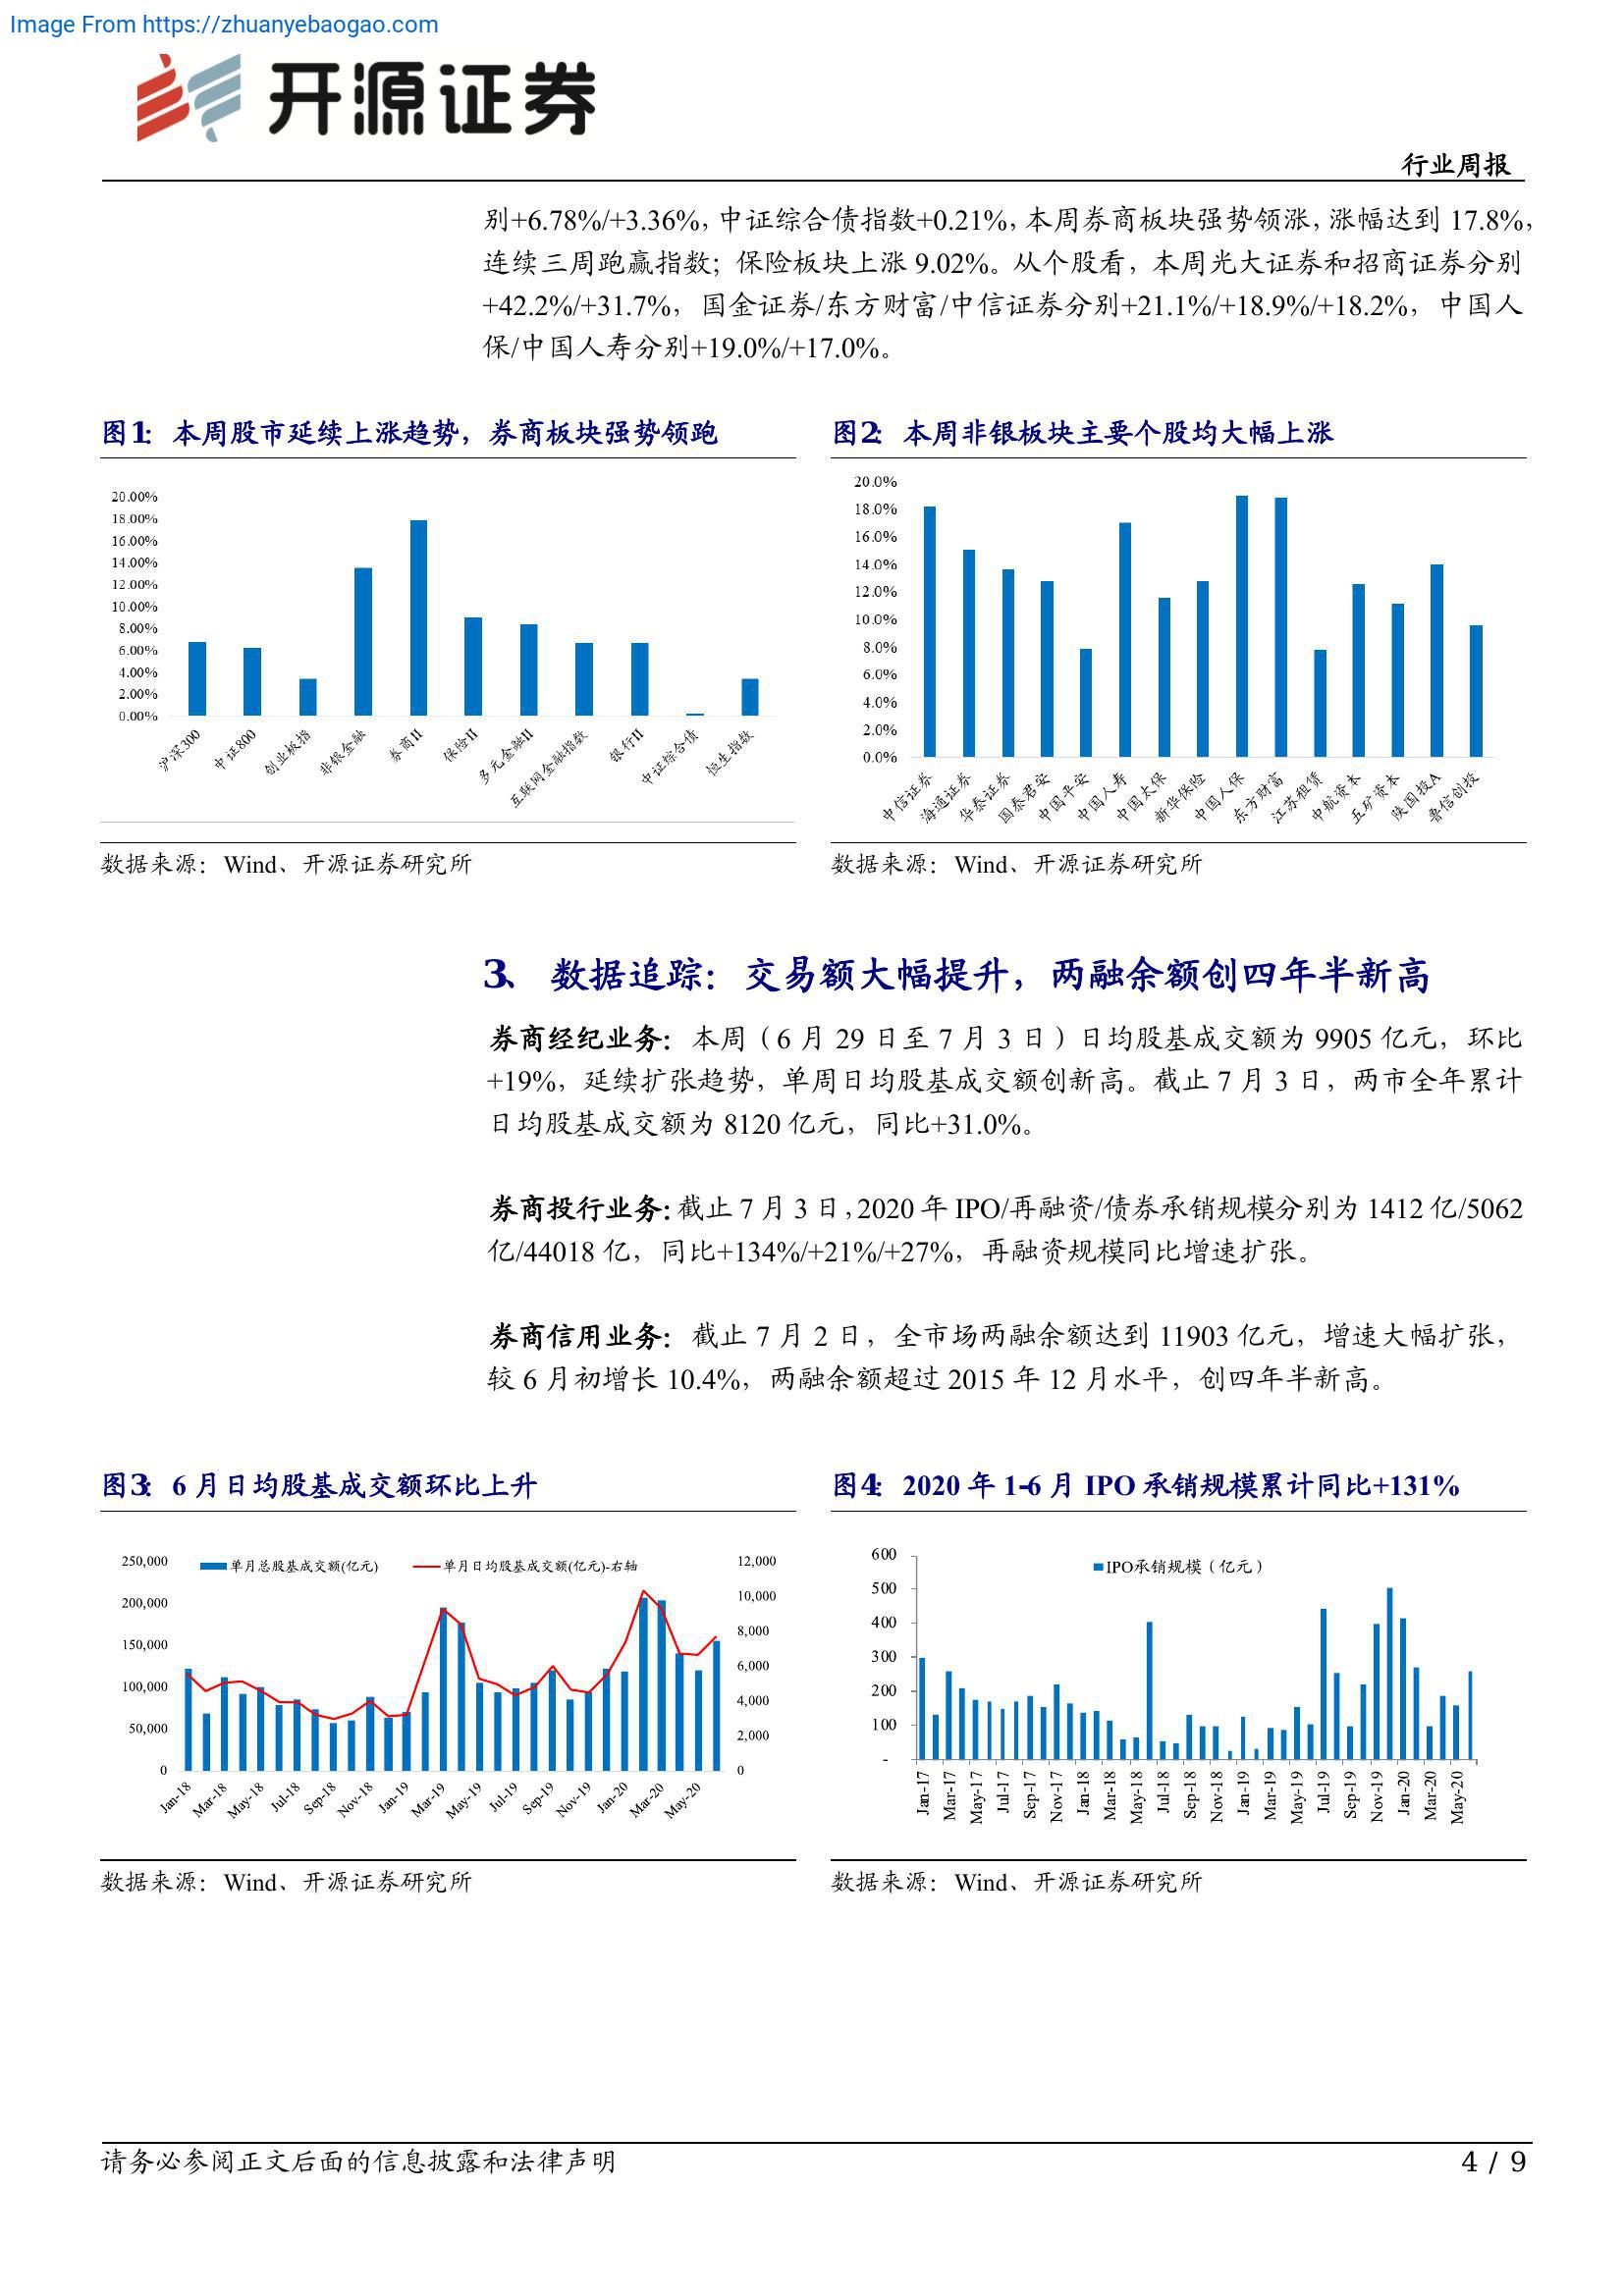 Image From https://zhuanyebaogao.com
开源证券
行业周报
别+6.78%/+3.36%，中证综合债指数+0.21%，本周券商板块强势领涨，涨幅达到 17.8%，
连续三周跑赢指数；保险板块上涨 9.02%。从个股看，本周光大证券和招商证券分别
+42.2%/+31.7%，国金证券/东方财富/中信证券分别+21.1%/+18.9%/+18.2%，中国人
保/中国人寿分别+19.0%/+17.0%。
图1： 本周股市延续上涨趋势，券商板块强势领跑
20.00%
18.00%
16.00%
14.00%
12.00%
10.00%
8.00%
6.00%
4.00%
2.00%
0.00%
沪深300
中证800
创业板指
非银金融
券商II
保险II
多元金融II
互联网金融指数
银行II
中证综合债
恒生指数
数据来源：Wind、开源证券研究所
图2： 本周非银板块主要个股均大幅上涨
20.0%
18.0%
16.0%
14.0%
12.0%
10.0%
8.0%
6.0%
4.0%
2.0%
0.0%
中信证券
海通证券
华泰证券
国泰君安
中国平安
中国人寿
中国太保
新华保险
中国人保
东方财富
江苏租赁
中航资本
五矿资本
陕国投A
鲁信创投
数据来源：Wind、开源证券研究所
3、 数据追踪：交易额大幅提升，两融余额创四年半新高
券商经纪业务：本周（6 月 29 日至 7 月 3 日）日均股基成交额为 9905 亿元，环比
+19%，延续扩张趋势，单周日均股基成交额创新高。截止 7 月 3 日，两市全年累计
日均股基成交额为 8120 亿元，同比+31.0%。
券商投行业务：截止 7 月 3 日，2020 年 IPO/再融资/债券承销规模分别为 1412 亿/5062
亿/44018 亿，同比+134%/+21%/+27%，再融资规模同比增速扩张。
券商信用业务：截止 7 月 2 日，全市场两融余额达到 11903 亿元，增速大幅扩张，
较 6 月初增长 10.4%，两融余额超过 2015 年 12 月水平，创四年半新高。
图3： 6 月日均股基成交额环比上升
单月总股基成交额(亿元)
单月日均股基成交额(亿元)-右轴
250,000
200,000
150,000
100,000
50,000
0
12,000
10,000
8,000
6,000
4,000
2,000
0
Jan-18
Mar-18
May-18
Jul-18
Sep-18
Nov-18
Jan-19
Mar-19
May-19
Jul-19
Sep-19
Nov-19
Jan-20
Mar-20
May-20
数据来源：Wind、开源证券研究所
图4： 2020 年 1-6 月 IPO 承销规模累计同比+131%
IPO承销规模（亿元）
600
500
400
300
200
100
-
Jan-17
Mar-17
May-17
Jul-17
Sep-17
Nov-17
Jan-18
Mar-18
May-18
Jul-18
Sep-18
Nov-18
Jan-19
Mar-19
May-19
Jul-19
Sep-19
Nov-19
Jan-20
Mar-20
May-20
数据来源：Wind、开源证券研究所
请务必参阅正文后面的信息披露和法律声明
4 / 9